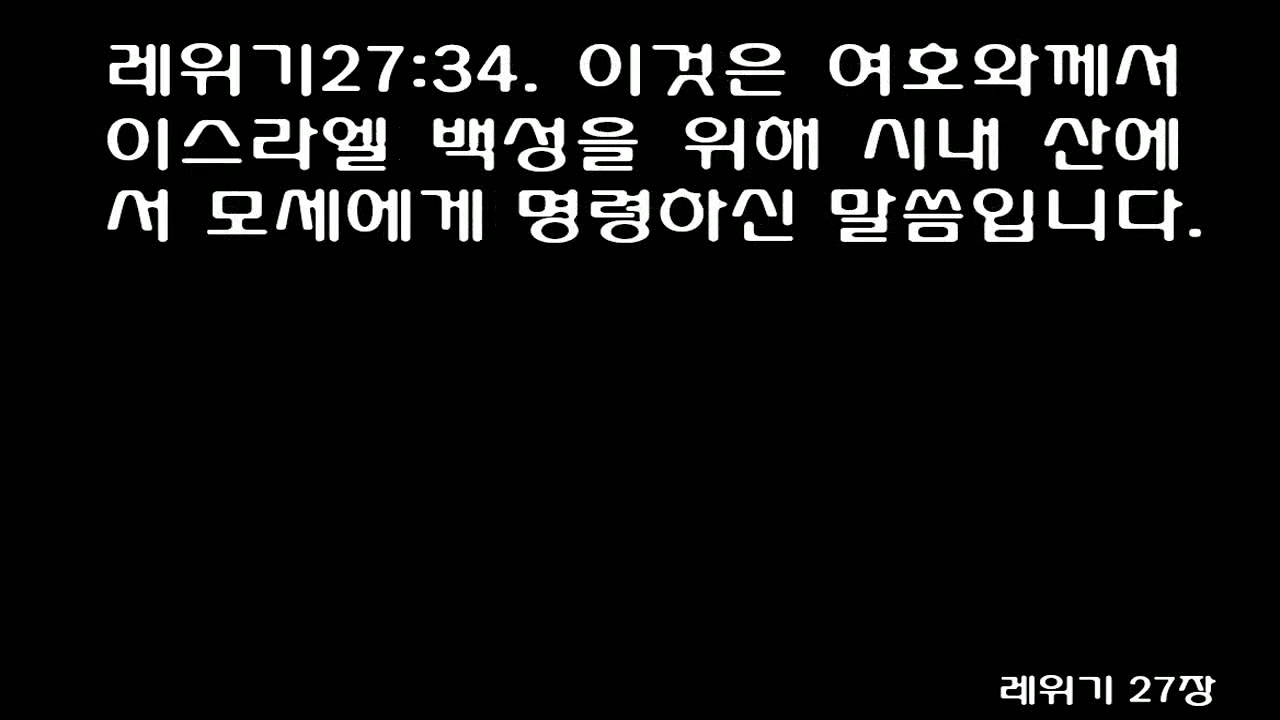 레위기27:34. 이것은 여호와께서
이스라엘 백성을 위해 시내 산에
서 모세에게 명령하신 말씀입니다.
레위기 27장